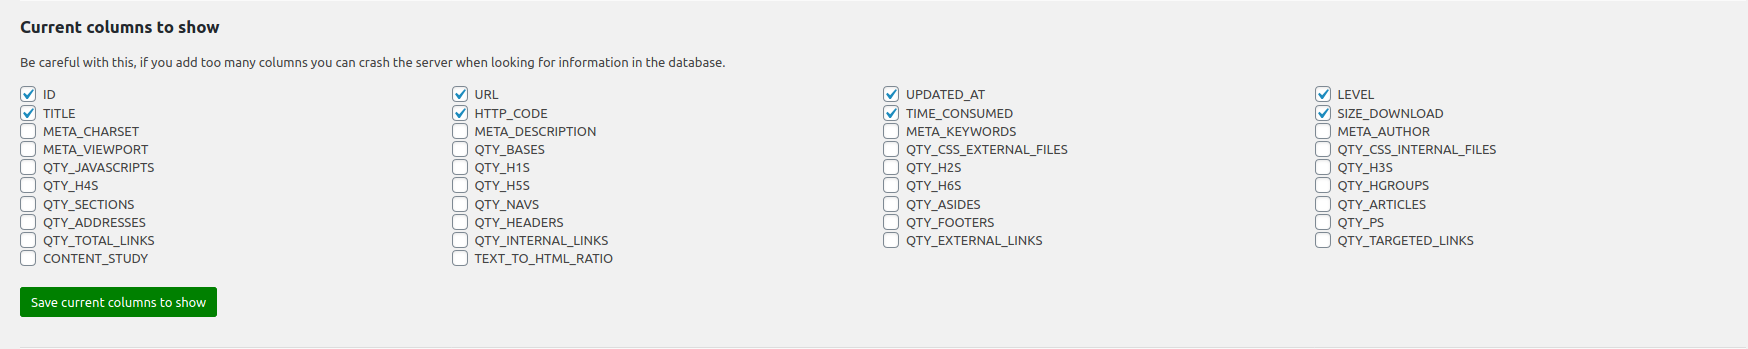 Current columns to show
Be careful with this, if you add too many columns you can crash the server when looking for information in the database.
ID URL UPDATED_AT LEVEL
TITLE HTTP_CODE TIME_CONSUMED SIZE_DOWNLOAD
META_CHARSET META_DESCRIPTION META_KEYWORDS META_AUTHOR
META_VIEWPORT QTY_BASES QTY_CSS_EXTERNAL_FILES QTY_CSS_INTERNAL_FILES
QTY_JAVASCRIPTS QTY_H1S QTY_H2S QTY_H3S
QTY_H4S QTY_H5S QTY_H6S QTY_HGROUPS
QTY_SECTIONS QTY_NAVS QTY_ASIDES QTY_ARTICLES
QTY_ADDRESSES QTY_HEADERS QTY_FOOTERS QTY_PS
QTY_TOTAL_LINKS QTY_INTERNAL_LINKS QTY_EXTERNAL_LINKS QTY_TARGETED_LINKS
CONTENT_STUDY TEXT_TO_HTML_RATIO
Save current columns to show